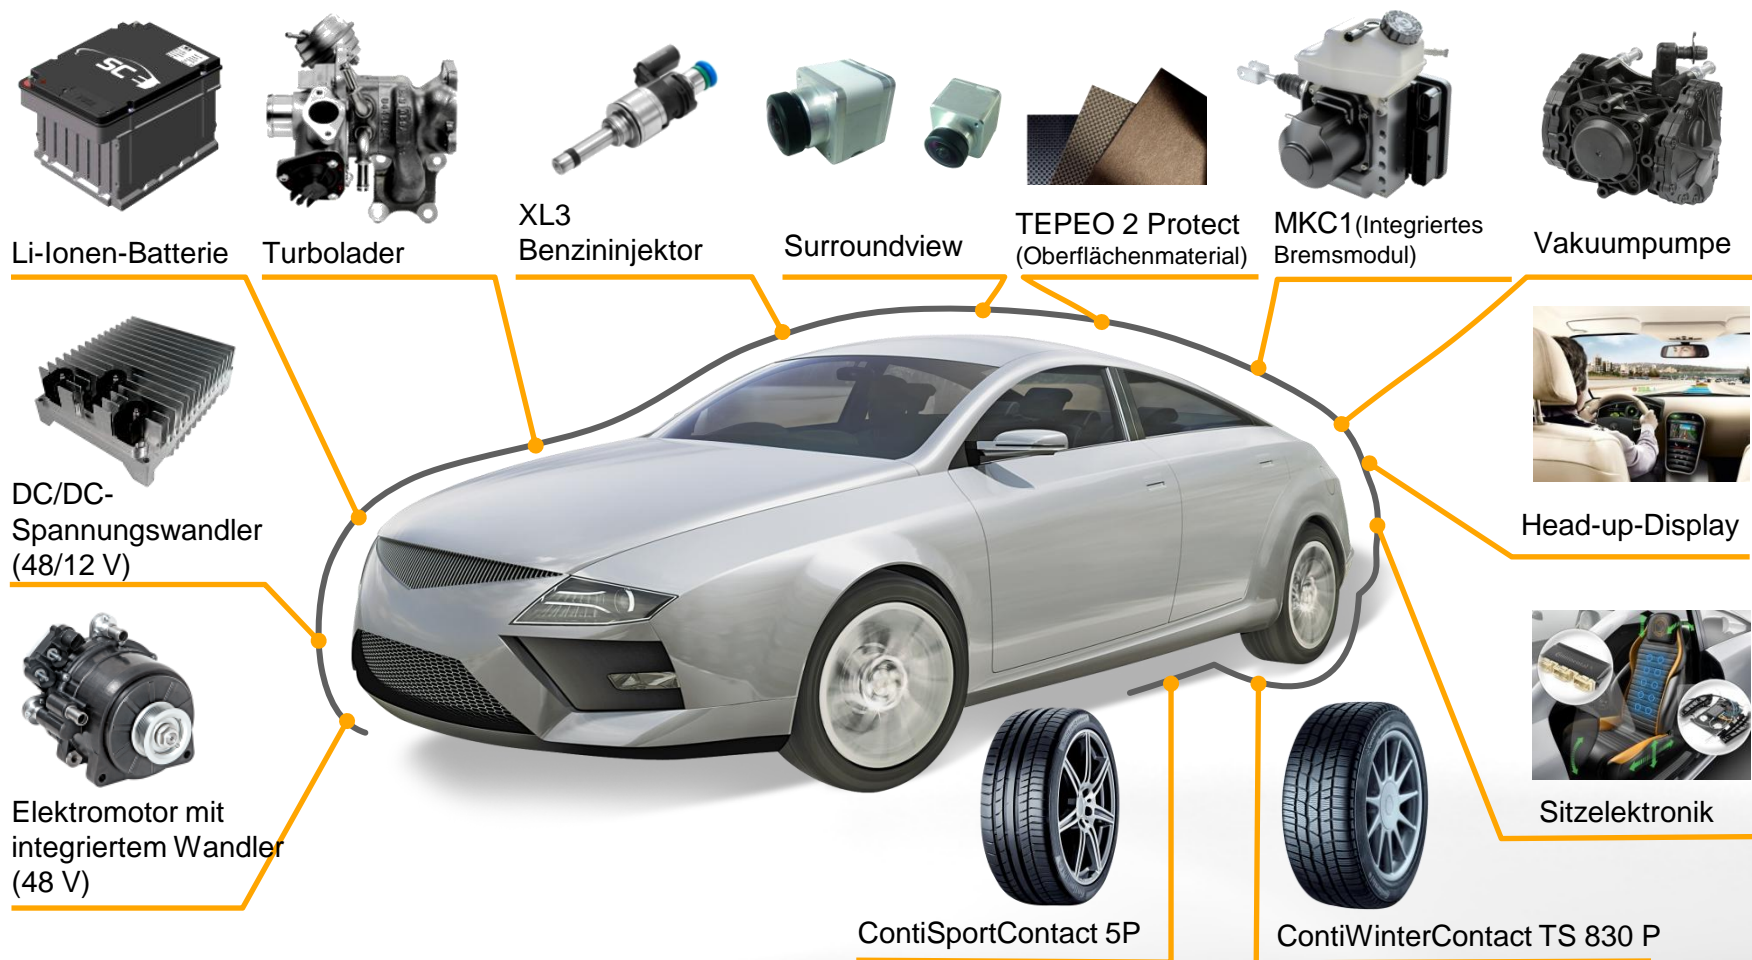 SC
Li-Ionen-Batterie
Turbolader
XL3
Benzininjektor
Surroundview
TEPEO 2 Protect
(Oberflächenmaterial)
MKC1(Integriertes
Bremsmodul)
Vakuumpumpe
DC/DC-
Spannungswandler
(48/12 V)
Head-up-Display
Elektromotor mit
integriertem Wandler
(48 V)
Sitzelektronik
ContiSportContact 5P
ContiWinterContact TS 830 P